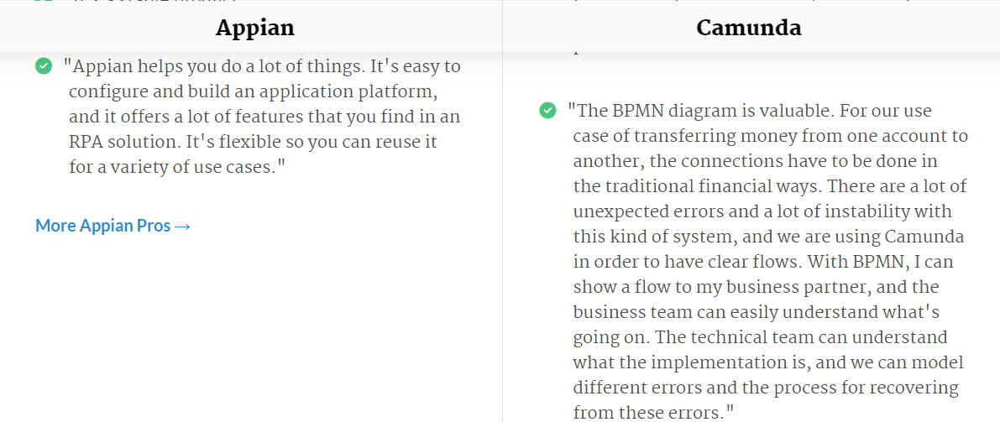 Appian
"Appian helps you do a lot of things. It's easy to
configure and build an application platform,
and it offers a lot of features that you find in an
RPA solution. It's flexible so you can reuse it
for a variety of use cases."
More Appian Pros →
Camunda
"The BPMN diagram is valuable. For our use
case of transferring money from one account to
another, the connections have to be done in
the traditional financial ways. There are a lot of
unexpected errors and a lot of instability with
this kind of system, and we are using Camunda
in order to have clear flows. With BPMN, I can
show a flow to my business partner, and the
business team can easily understand what's
going on. The technical team can understand
what the implementation is, and we can model
different errors and the process for recovering
from these errors."